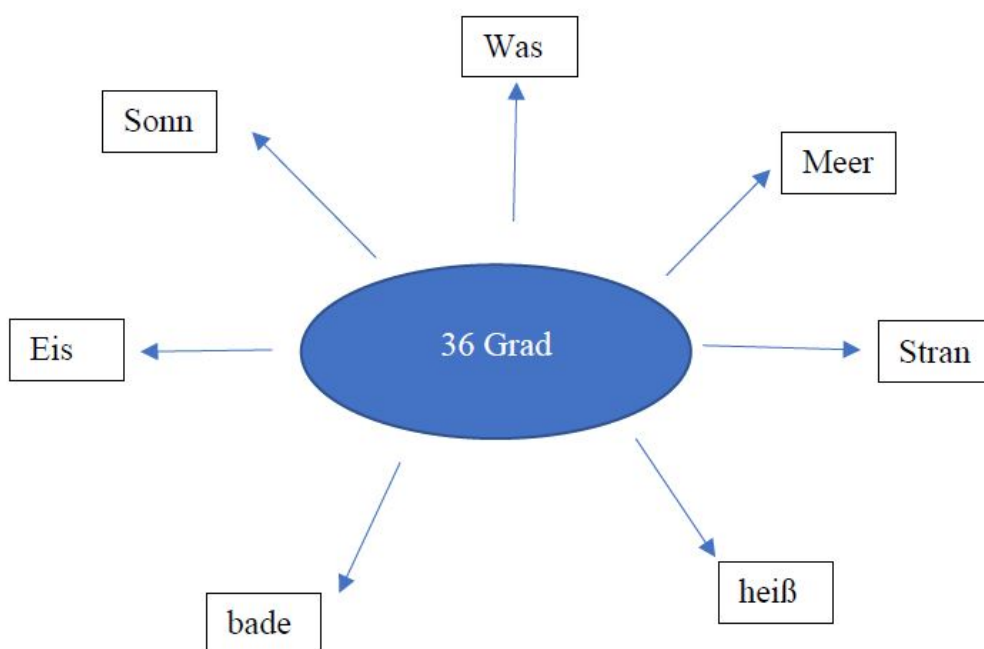 Was
Sonn
Meer
Eis
36 Grad
Stran
bade
heiß